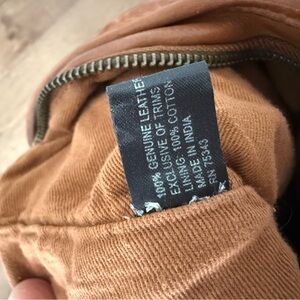 100% GENUINE LEATHER
EXCLUSIVE OF TRIMS
LINING: 100% COTTON
MADE IN INDIA
RN 75343